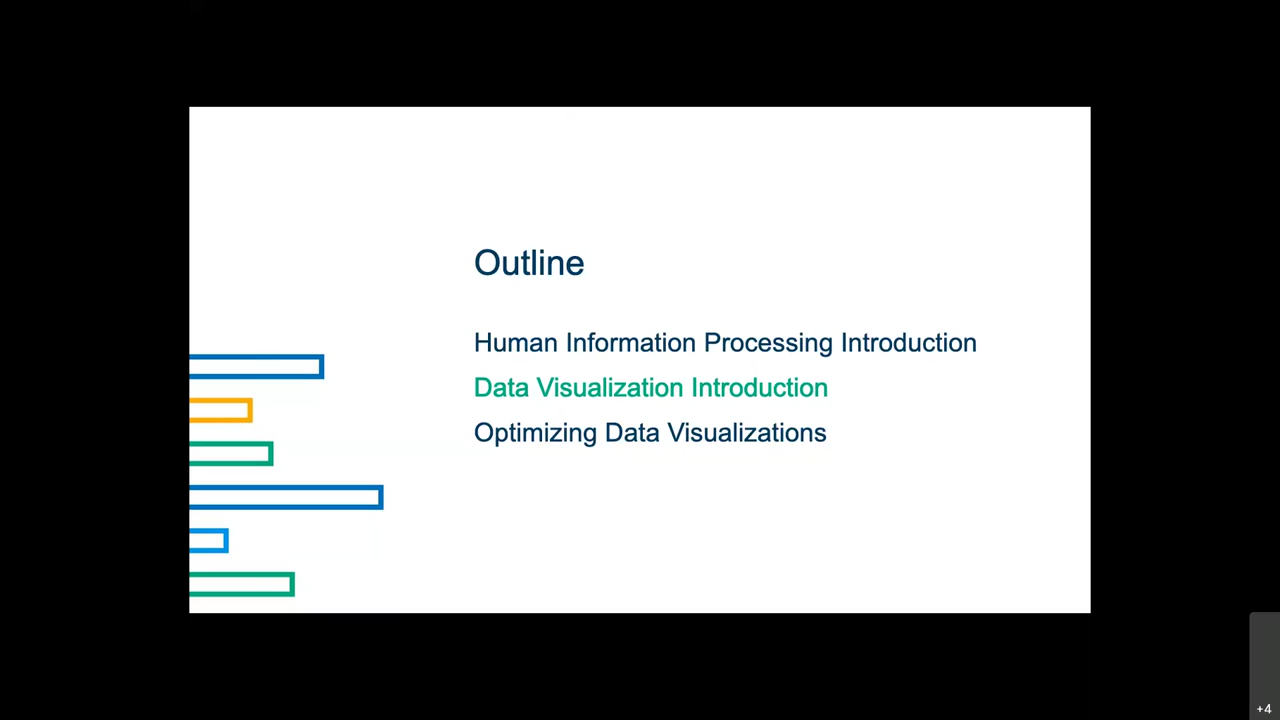 Outline
Human Information Processing Introduction
Data Visualization Introduction
Optimizing Data Visualizations
+4